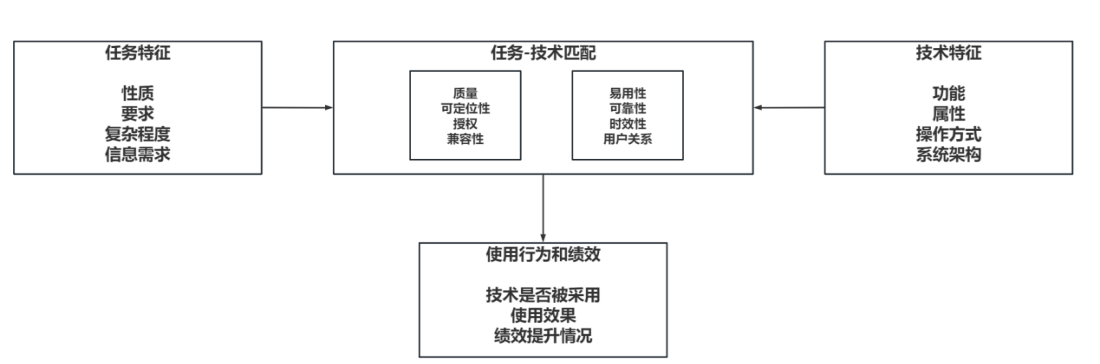 任务特征
性质
要求
复杂程度
信息需求
任务-技术匹配
质量
可定位性
授权
兼容性
易用性
可靠性
时效性
用户关系
技术特征
功能
属性
操作方式
系统架构
使用行为和绩效
技术是否被采用
使用效果
绩效提升情况